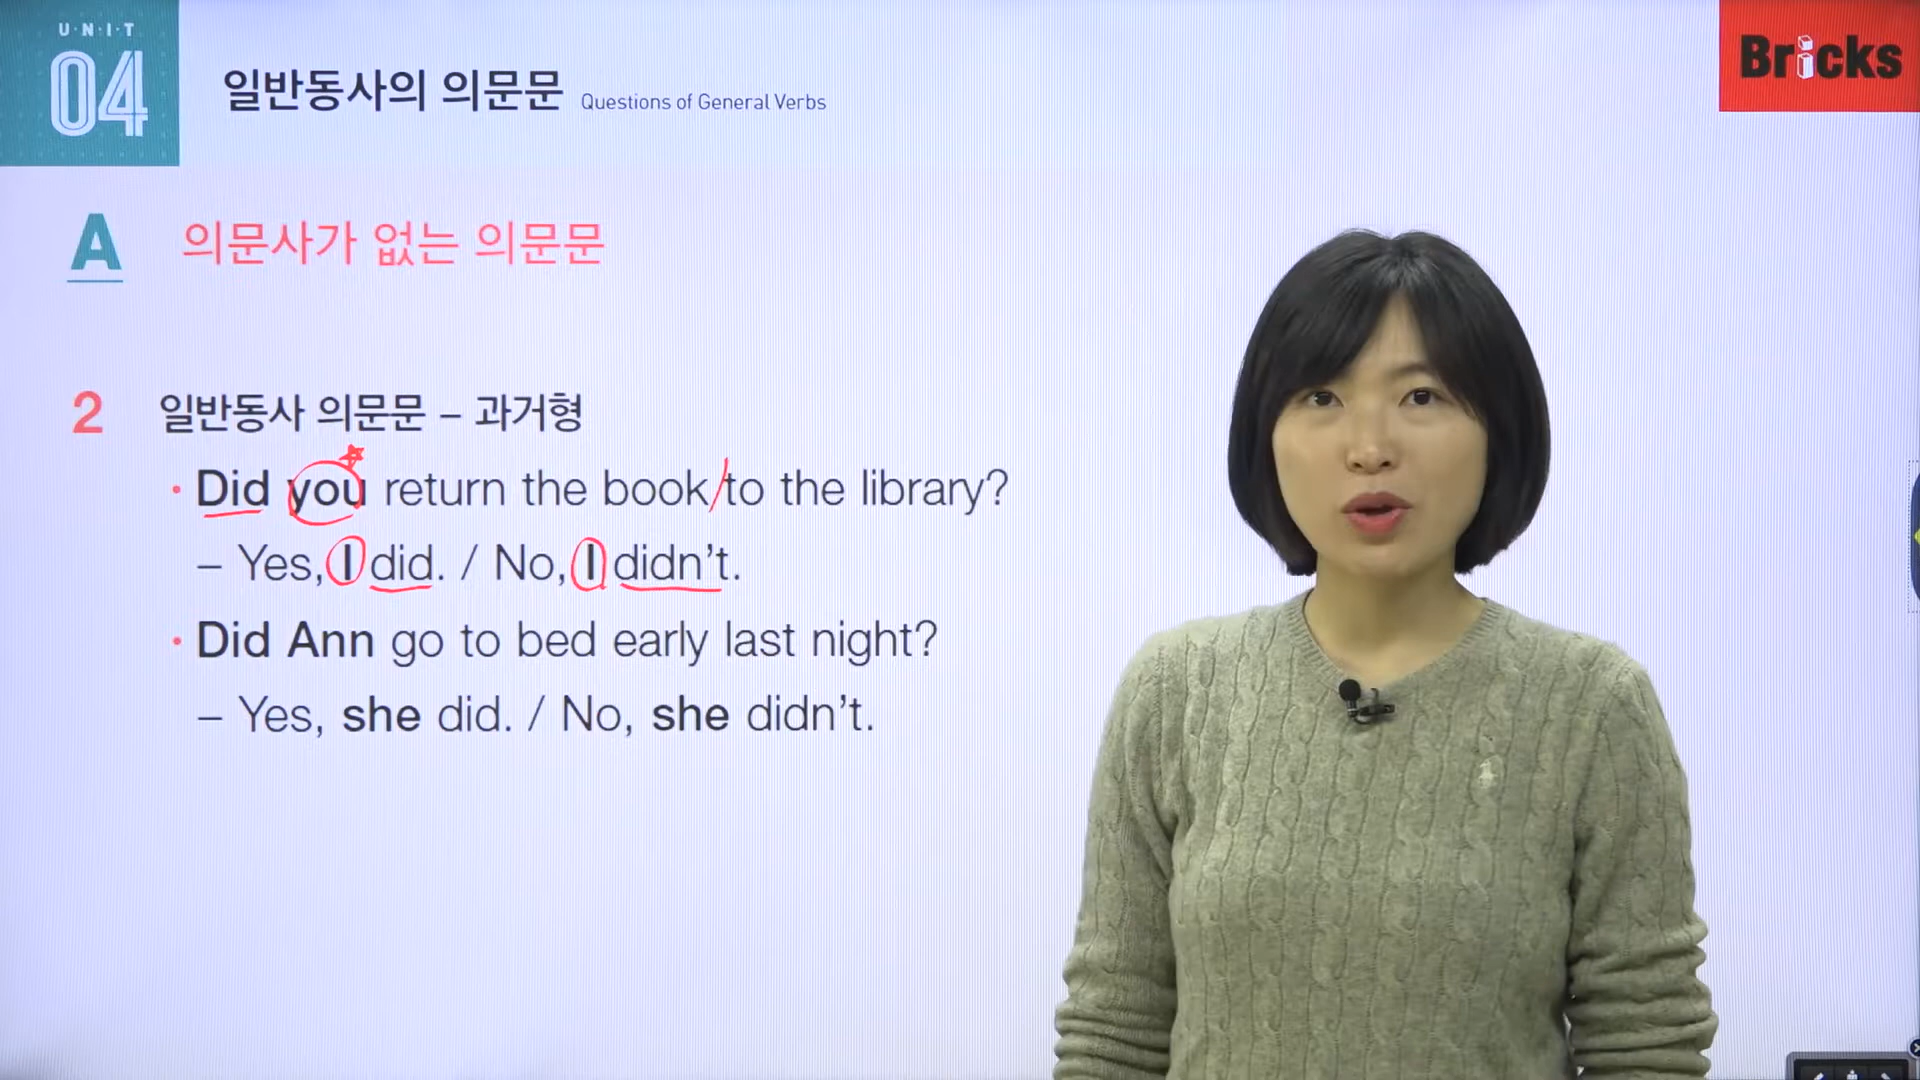 U·N·I·T
04
일반동사의 의문문 Questions of General Verbs
Bricks
A 의문사가 없는 의문문
2 일반동사 의문문 – 과거형
• Did you return the book/to the library?
– Yes, I did. / No, I didn't.
• Did Ann go to bed early last night?
– Yes, she did. / No, she didn't.